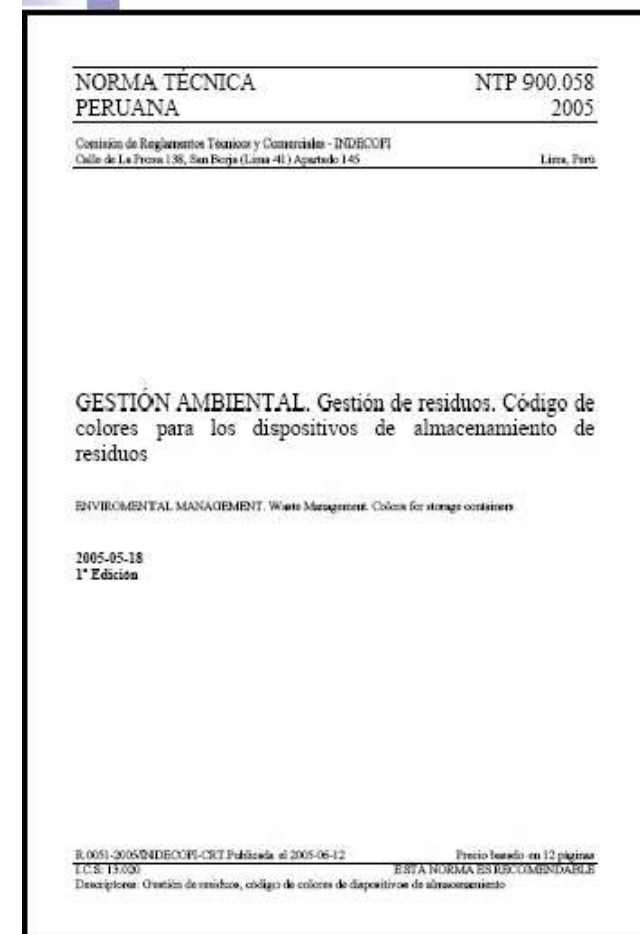 NORMA TÉCNICA NTP 900.058
PERUANA 2005
Comisión de Reglamentos Técnicos y Comerciales - INDECOPI
Calle de La Prosa 138, San Borja (Lima 41) Apartado 145 Lima, Perú
GESTIÓN AMBIENTAL. Gestión de residuos. Código de
colores para los dispositivos de almacenamiento de
residuos
ENVIROMENTAL MANAGEMENT. Waste Management. Colors for storage containers
2005-05-18
1ª Edición
R.0051-2005/INDECOPI-CRT.Publicada el 2005-06-12 Precio basado en 12 páginas
I.C.S: 13.020 ESTA NORMA ES RECOMENDABLE
Descriptores: Gestión de residuos, código de colores de dispositivos de almacenamiento